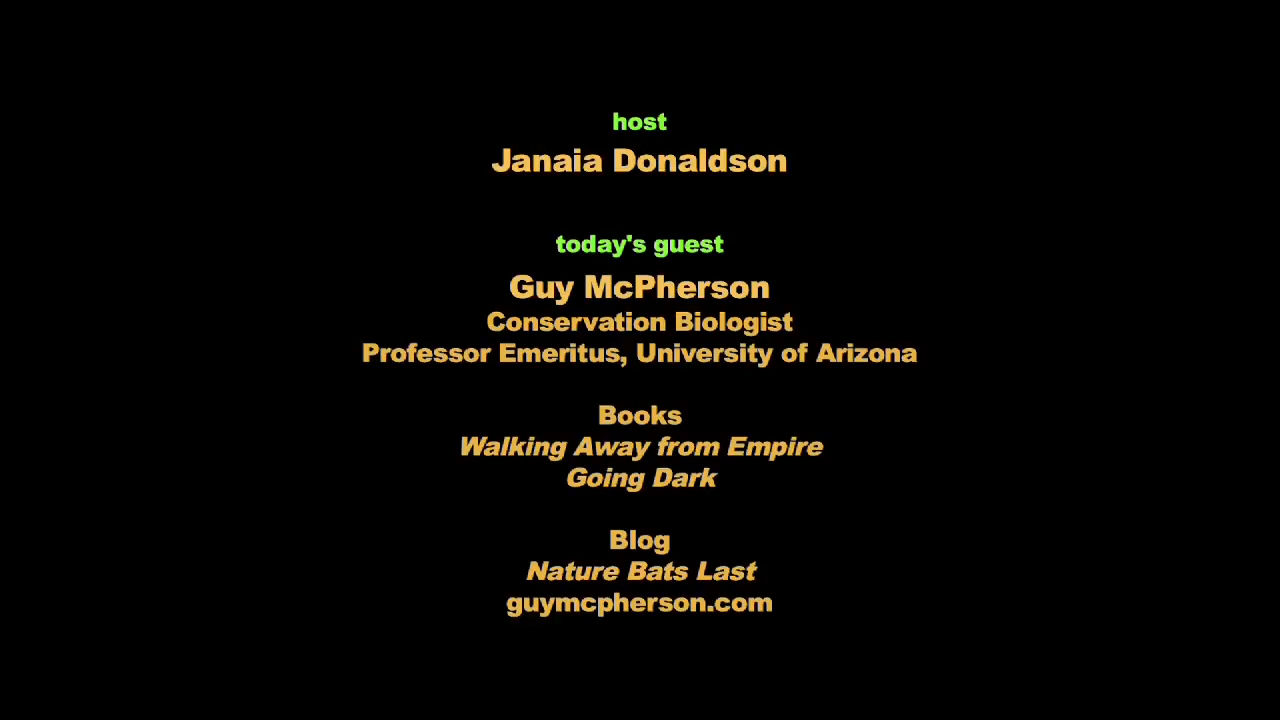 host
Janaia Donaldson
today's guest
Guy McPherson
Conservation Biologist
Professor Emeritus, University of Arizona
Books
Walking Away from Empire
Going Dark
Blog
Nature Bats Last
guymcpherson.com